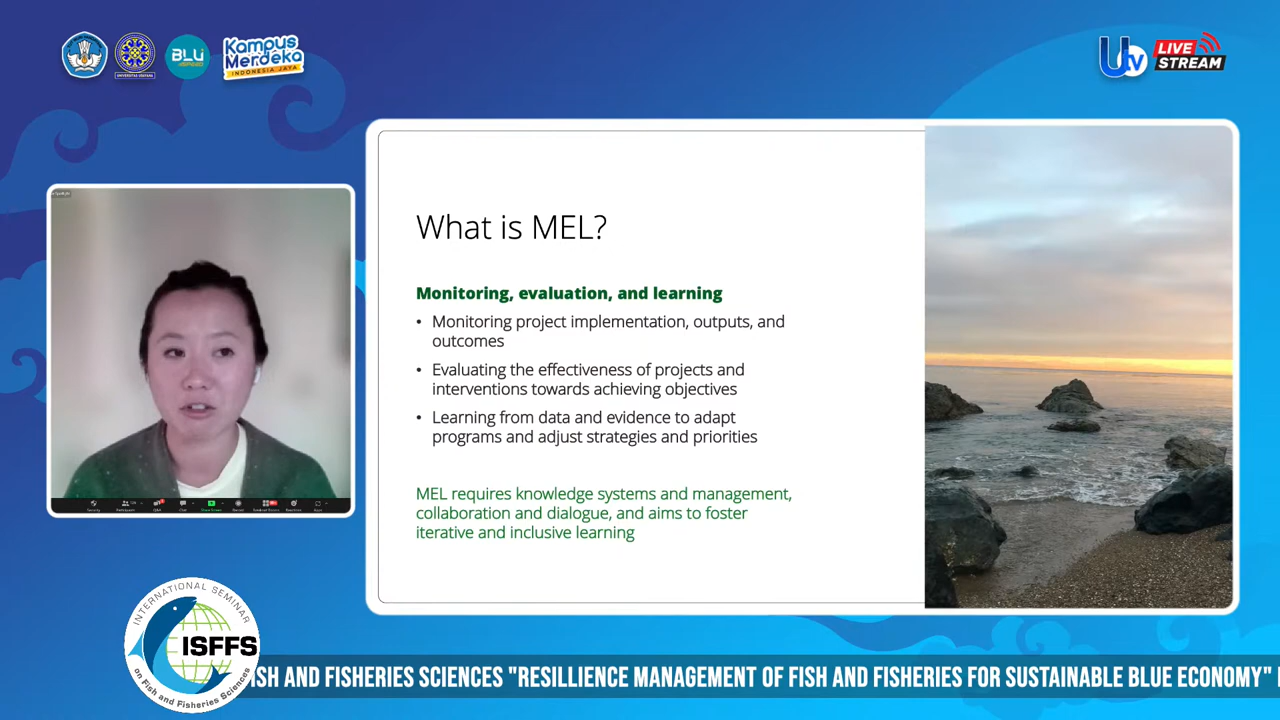 UNIVERSITAS UDAYANA
BLU
Kampus
Merdeka
INDONESIA JAYA
Utv
LIVE
STREAM
What is MEL?
Monitoring, evaluation, and learning
• Monitoring project implementation, outputs, and
outcomes
• Evaluating the effectiveness of projects and
interventions towards achieving objectives
• Learning from data and evidence to adapt
programs and adjust strategies and priorities
MEL requires knowledge systems and management,
collaboration and dialogue, and aims to foster
iterative and inclusive learning
INTERNATIONAL SEMINAR
ISFFS
on Fish and Fisheries Sciences
SH AND FISHERIES SCIENCES "RESILLIENCE MANAGEMENT OF FISH AND FISHERIES FOR SUSTAINABLE BLUE ECONOMY"